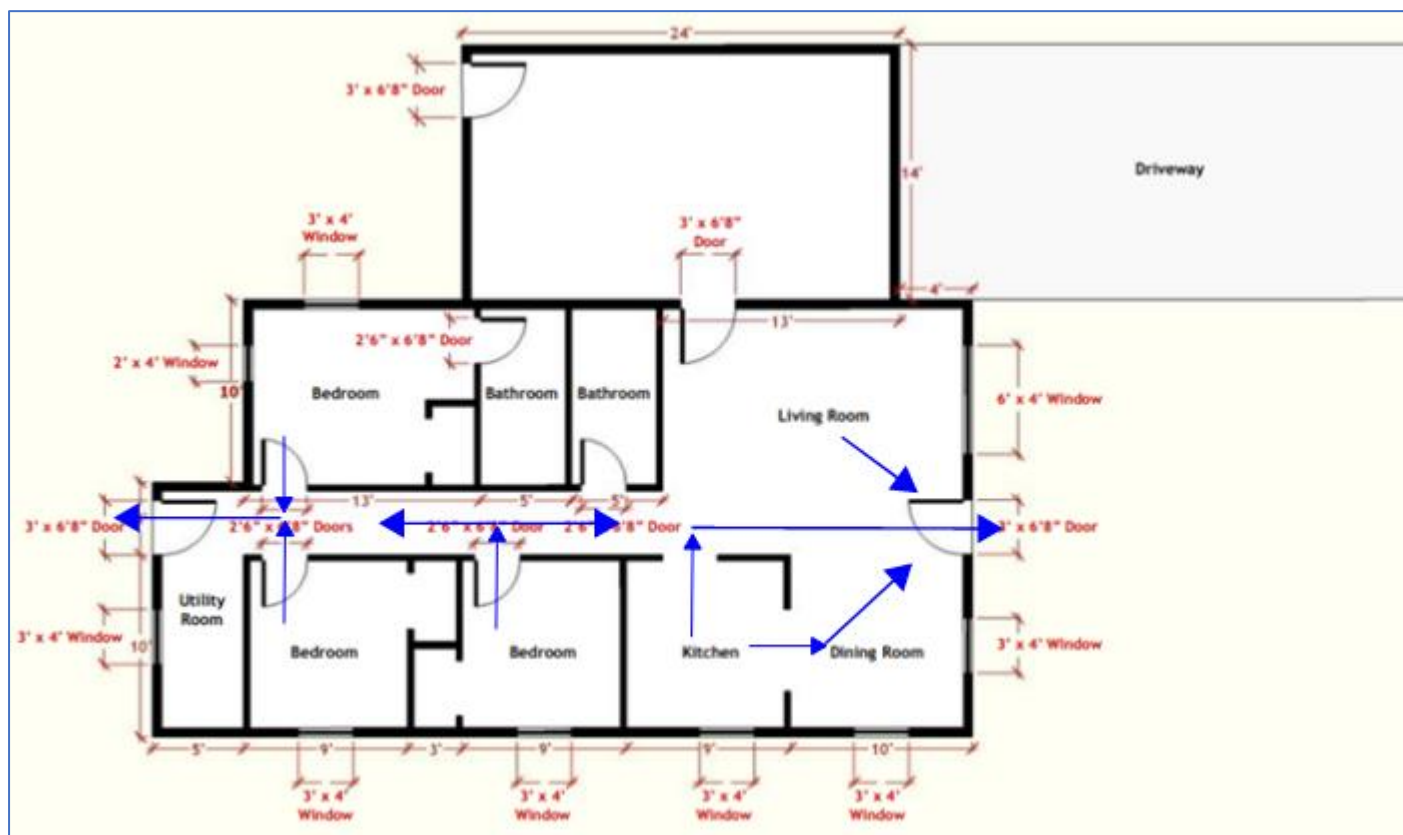 24'
3' x 6'8" Door
14'
Driveway
3' x 4'
Window
3' x 6'8"
Door
4'
13'
2'6" x 6'8" Door
2' x 4' Window
10'
Bedroom
Bathroom
Bathroom
Living Room
6' x 4' Window
13'
5'
5'
3' x 6'8" Door
2'6" x 6'8" Doors
2'6" x 6'8" Door
2'6" x 6'8" Door
3' x 6'8" Door
Utility
Room
3' x 4' Window
10'
Bedroom
Bedroom
Kitchen
Dining Room
3' x 4' Window
5'
9'
3'
9'
9'
10'
3' x 4'
Window
3' x 4'
Window
3' x 4'
Window
3' x 4'
Window